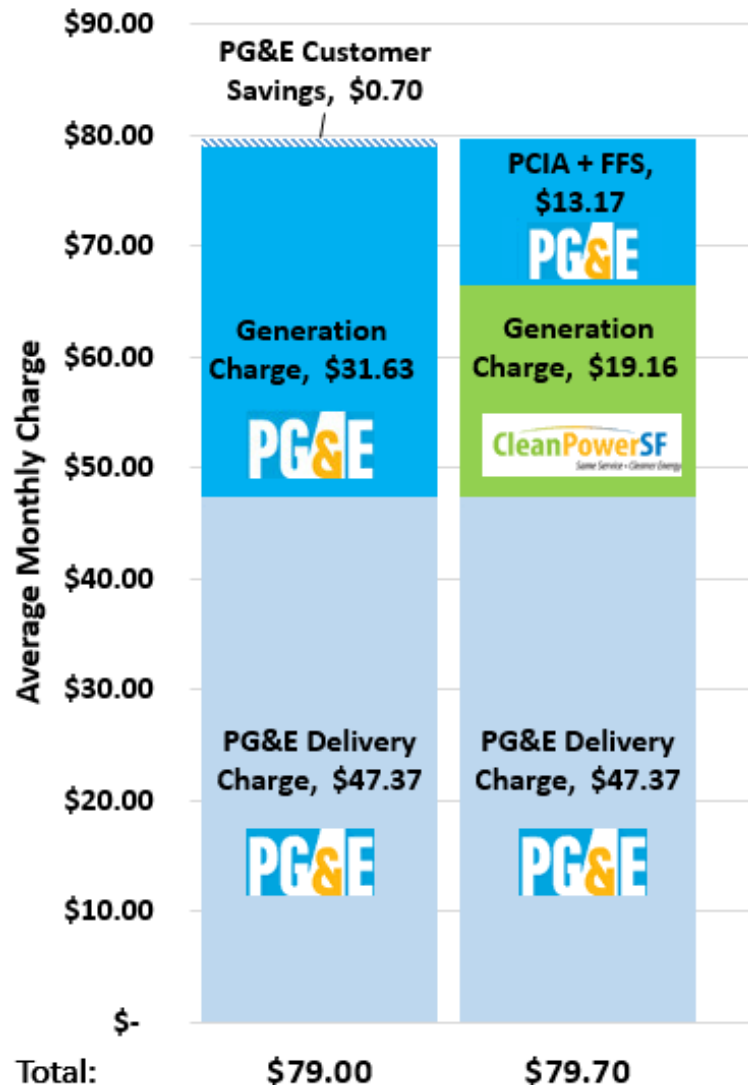 $90.00
PG&E Customer
Savings, $0.70
$80.00
PCIA + FFS,
$13.17
PG&E
$70.00
Generation
Charge, $31.63
PG&E
Generation
Charge, $19.16
CleanPowerSF
Same Service • Cleaner Energy
$60.00
$50.00
Average Monthly Charge
$40.00
$30.00
PG&E Delivery
Charge, $47.37
PG&E
PG&E Delivery
Charge, $47.37
PG&E
$20.00
$10.00
$-
Total: $79.00 $79.70